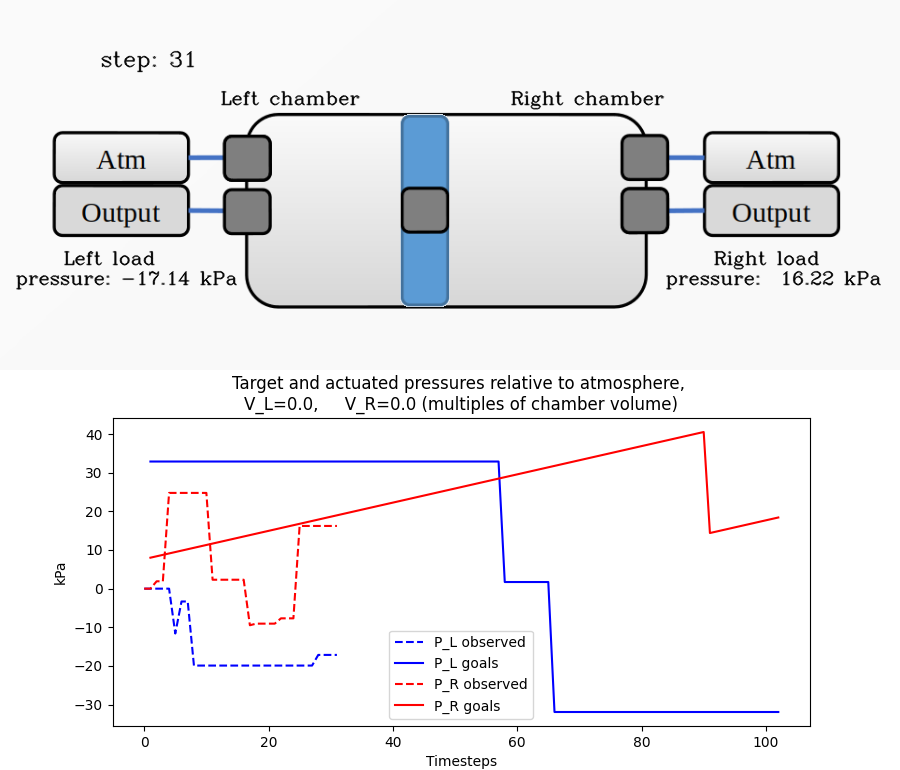 step: 31
Left chamber
Right chamber
Atm
Atm
Output
Output
Left load
pressure: -17.14 kPa
Right load
pressure: 16.22 kPa
Target and actuated pressures relative to atmosphere,
V_L=0.0, V_R=0.0 (multiples of chamber volume)
40
30
20
10
0
−10
−20
−30
kPa
P_L observed
P_L goals
P_R observed
P_R goals
0
20
40
60
80
100
Timesteps